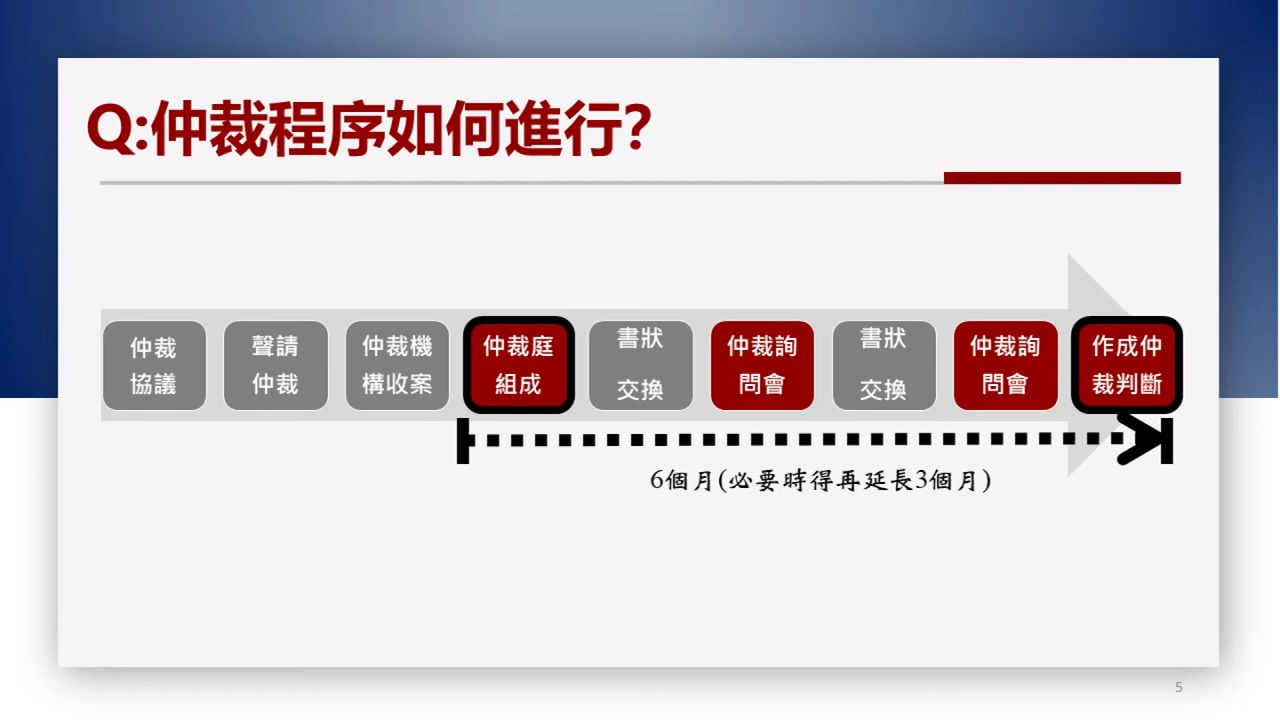 Q:仲裁程序如何進行?
仲裁
協議
聲請
仲裁
仲裁機
構收案
仲裁庭
組成
書狀
交換
仲裁詢
問會
書狀
交換
仲裁詢
問會
作成仲
裁判斷
6個月(必要時得再延長3個月)
5